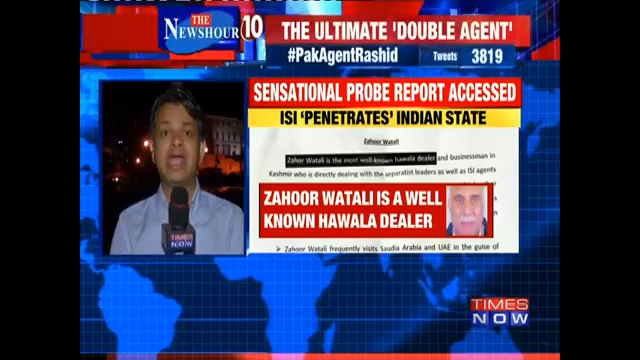 THE
NEWSHOUR
10
THE ULTIMATE 'DOUBLE AGENT'
#PakAgentRashid
Tweets 3819
SENSATIONAL PROBE REPORT ACCESSED
ISI 'PENETRATES' INDIAN STATE
Zahoor Watali
Zahor Watali is the most well-known hawala dealer and businessman in
Kashmir who is directly dealing with the separatist leaders as well as ISI agents
ZAHOOR WATALI IS A WELL
KNOWN HAWALA DEALER
➢ Zahoor Watali frequently visits Saudia Arabia and UAE in the guise of
TIMES
NOW
TIMES
NOW